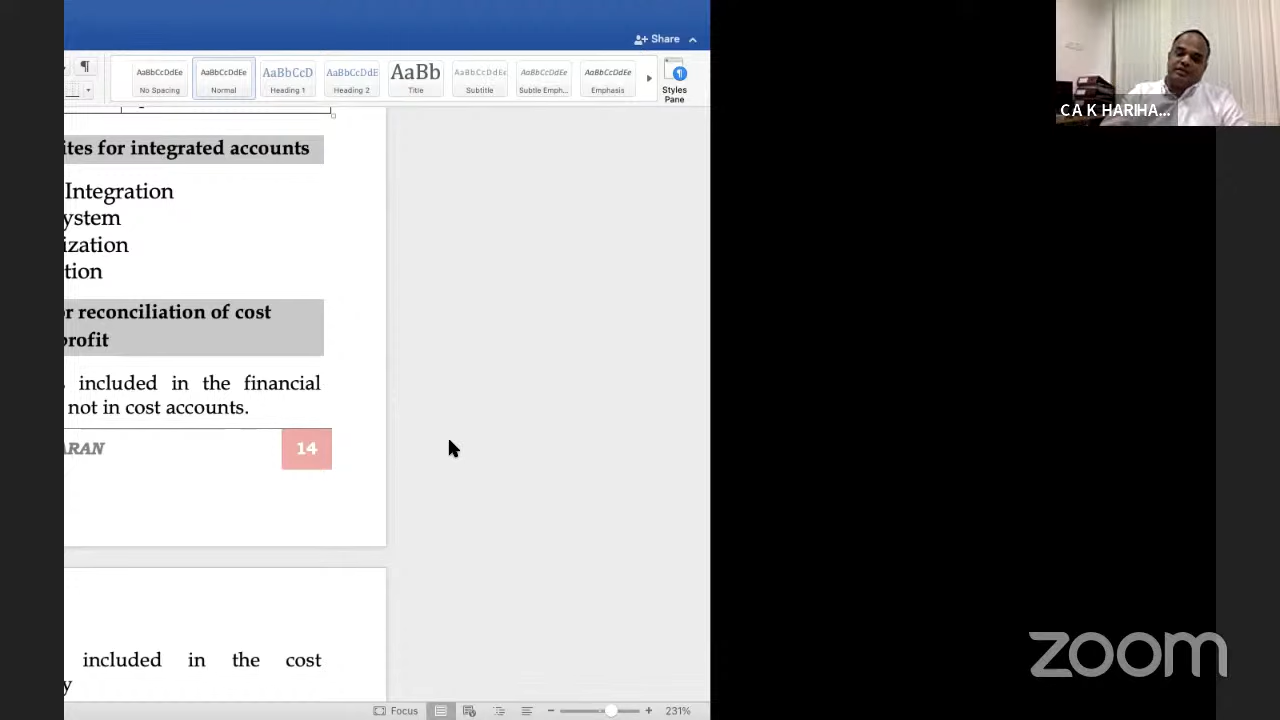 Share
AaBbCcDdEe AaBbCcDdEe AaBbCcD AaBbCcDdE AaBb AaBbCcDdEe AaBbCcDdEe AaBbCcDdEe
No Spacing Normal Heading 1 Heading 2 Title Subtitle Subtle Emph... Emphasis
Styles
Pane
C A K HARIHA...
ites for integrated accounts
Integration
ystem
ization
tion
or reconciliation of cost
profit
included in the financial
not in cost accounts.
ARAN
14
included in the cost
y
Focus
231%
zoom